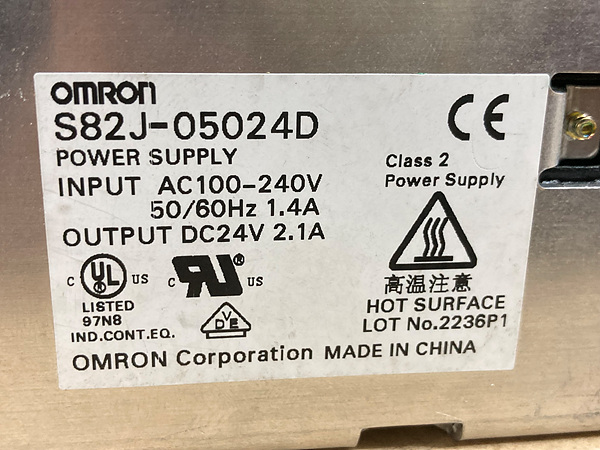 OMRON
S82J-05024D
POWER SUPPLY
INPUT AC100-240V
50/60Hz 1.4A
OUTPUT DC24V 2.1A
CE
Class 2
Power Supply
C UL US
LISTED
97N8
IND.CONT.EQ.
C RU ® US
VDE
高温注意
HOT SURFACE
LOT No.2236P1
OMRON Corporation MADE IN CHINA